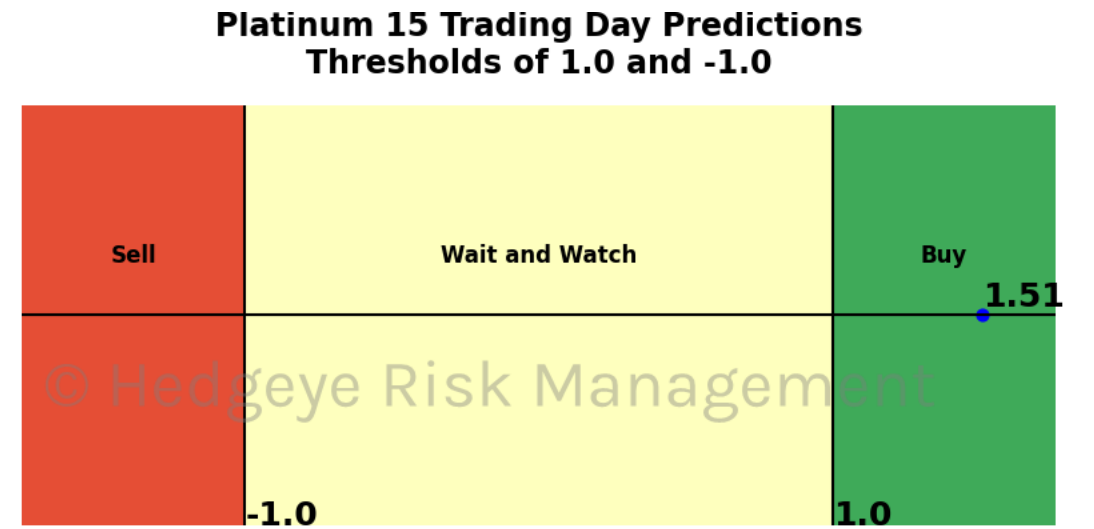 Platinum 15 Trading Day Predictions
Thresholds of 1.0 and -1.0
Sell
Wait and Watch
Buy
1.51
© Hedgeye Risk Management
-1.0
1.0